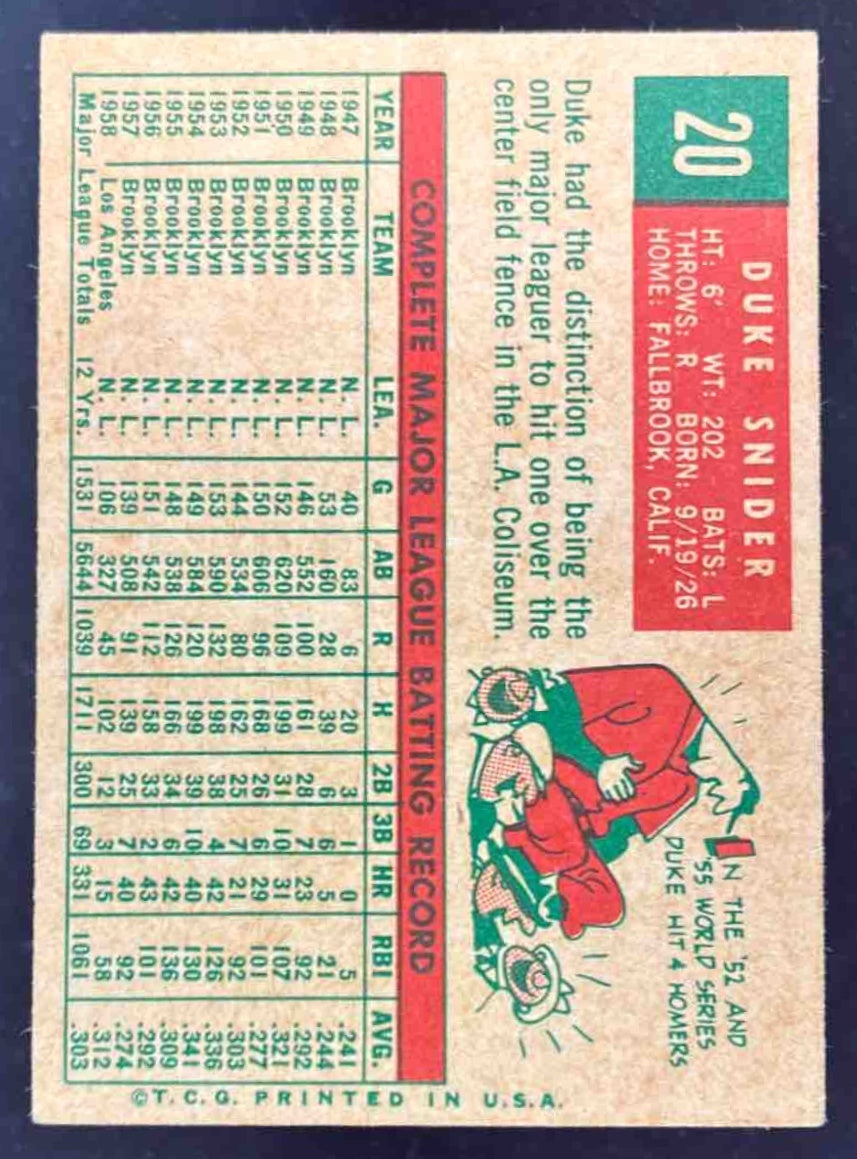 20
DUKE SNIDER
HT: 6' WT: 202 BATS: L
THROWS: R BORN: 9/19/26
HOME: FALLBROOK, CALIF.
Duke had the distinction of being the
only major leaguer to hit one over the
center field fence in the L.A. Coliseum.
IN THE '52 AND
'55 WORLD SERIES
DUKE HIT 4 HOMERS
COMPLETE MAJOR LEAGUE BATTING RECORD
YEAR TEAM LEA. G AB R H 2B 3B HR RBI AVG.
1947 Brooklyn N. L. 40 83 6 20 3 1 0 5 .241
1948 Brooklyn N. L. 53 160 28 39 6 6 5 21 .244
1949 Brooklyn N. L. 146 552 100 161 28 7 23 92 .292
1950 Brooklyn N. L. 152 620 109 199 31 10 31 107 .321
1951 Brooklyn N. L. 150 606 96 168 26 6 29 101 .277
1952 Brooklyn N. L. 144 534 80 162 25 7 21 92 .303
1953 Brooklyn N. L. 153 590 132 198 38 4 42 126 .336
1954 Brooklyn N. L. 149 584 120 199 39 10 40 130 .341
1955 Brooklyn N. L. 148 538 126 166 34 6 42 136 .309
1956 Brooklyn N. L. 151 542 112 158 33 2 43 101 .292
1957 Brooklyn N. L. 139 508 91 139 25 7 40 92 .274
1958 Los Angeles N. L. 106 327 45 102 12 3 15 58 .312
Major League Totals 12 Yrs. 1531 5644 1039 1711 300 69 331 1061 .303
©T.C.G. PRINTED IN U.S.A.